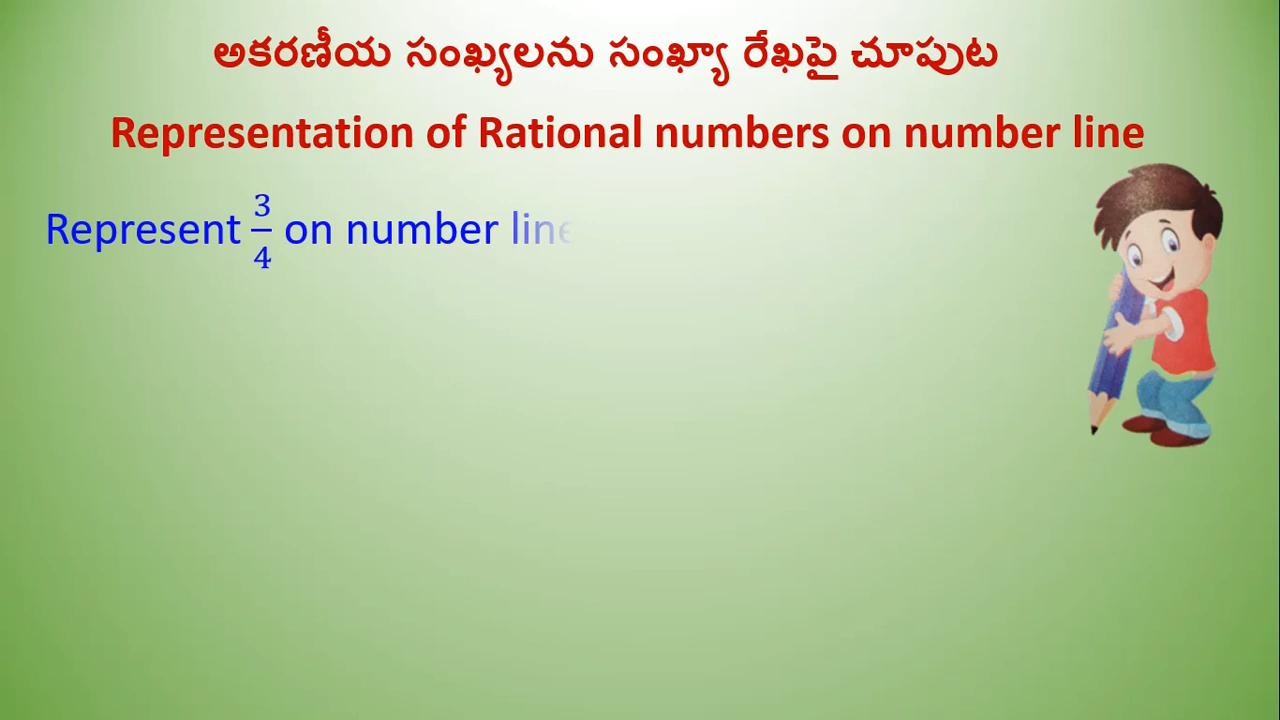 అకరణీయ సంఖ్యలను సంఖ్యా రేఖపై చూపుట
Representation of Rational numbers on number line
Represent 3/4 on number line